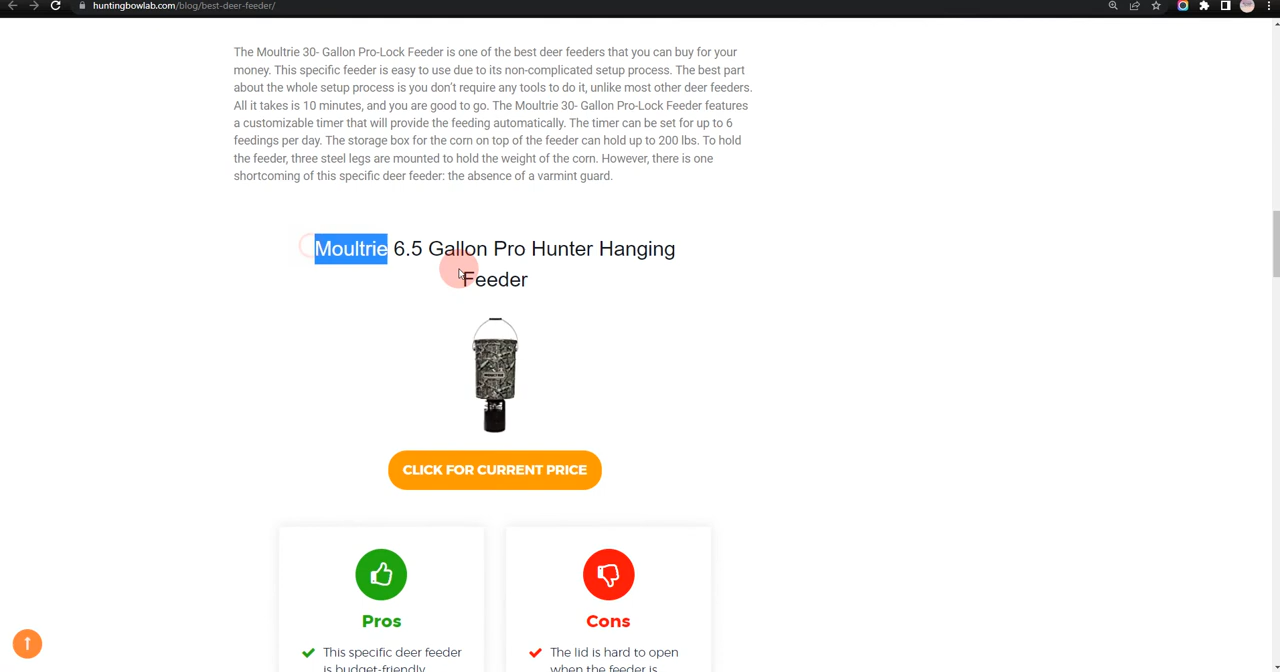 huntingbowlab.com/blog/best-deer-feeder/
The Moultrie 30- Gallon Pro-Lock Feeder is one of the best deer feeders that you can buy for your
money. This specific feeder is easy to use due to its non-complicated setup process. The best part
about the whole setup process is you don’t require any tools to do it, unlike most other deer feeders.
All it takes is 10 minutes, and you are good to go. The Moultrie 30- Gallon Pro-Lock Feeder features
a customizable timer that will provide the feeding automatically. The timer can be set for up to 6
feedings per day. The storage box for the corn on top of the feeder can hold up to 200 lbs. To hold
the feeder, three steel legs are mounted to hold the weight of the corn. However, there is one
shortcoming of this specific deer feeder: the absence of a varmint guard.
Moultrie 6.5 Gallon Pro Hunter Hanging
Feeder
CLICK FOR CURRENT PRICE
Pros
This specific deer feeder
is budget-friendly
Cons
The lid is hard to open
when the feeder is